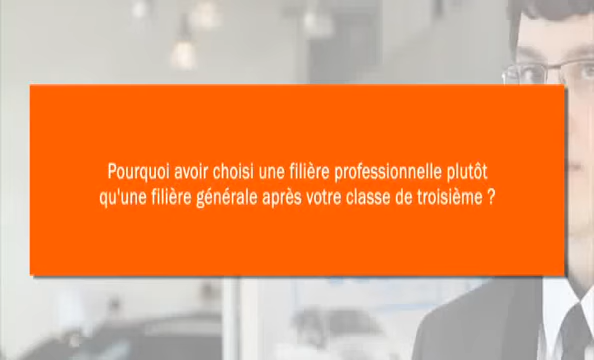 Pourquoi avoir choisi une filière professionnelle plutôt
qu'une filière générale après votre classe de troisième ?